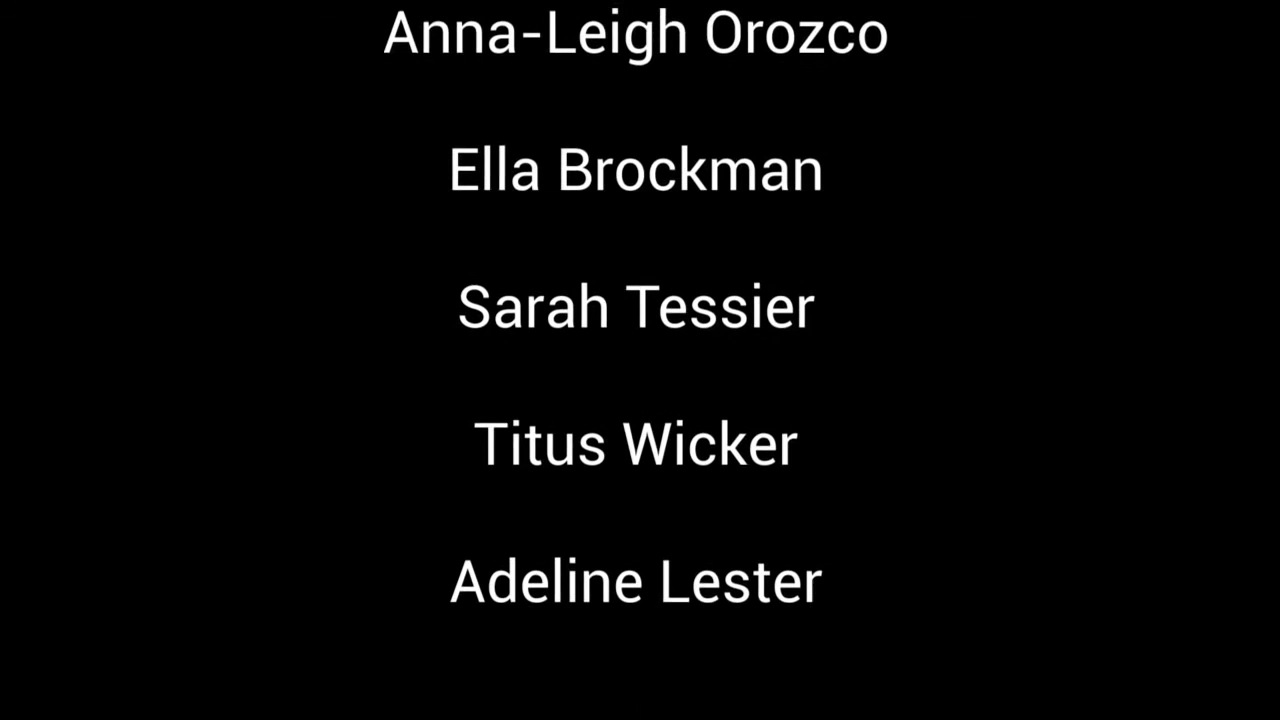 Anna-Leigh Orozco
Ella Brockman
Sarah Tessier
Titus Wicker
Adeline Lester